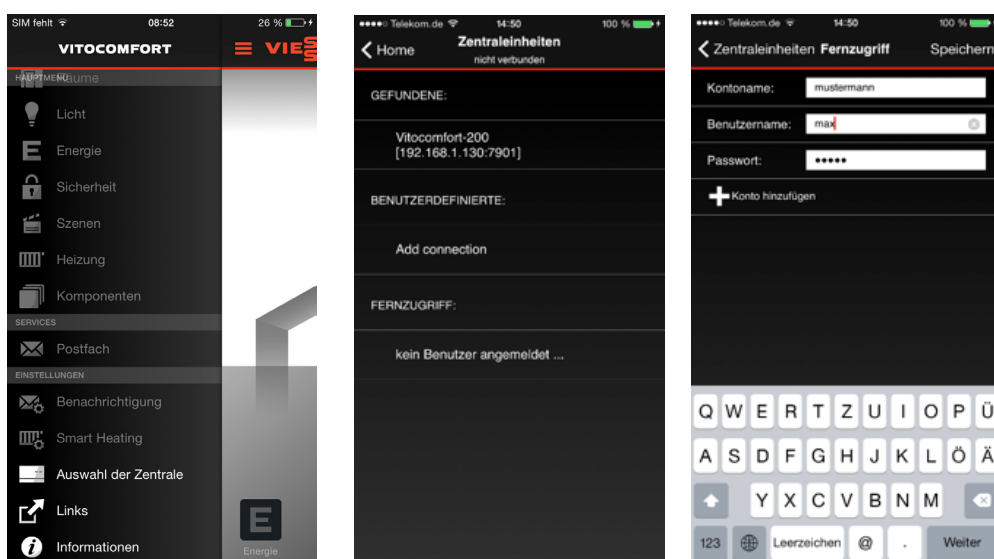 SIM fehlt 08:52 26 %
VITOCOMFORT
VIES
HAUPTMENÜ
Räume
Licht
Energie
Sicherheit
Szenen
Heizung
Komponenten
SERVICES
Postfach
EINSTELLUNGEN
Benachrichtigung
Smart Heating
Auswahl der Zentrale
Links
Informationen
E
Energie
Telekom.de 14:50 100 %
Home Zentraleinheiten
nicht verbunden
GEFUNDENE:
Vitocomfort-200
[192.168.1.130:7901]
BENUTZERDEFINIERTE:
Add connection
FERNZUGRIFF:
kein Benutzer angemeldet ...
Telekom.de 14:50 100 %
Zentraleinheiten Fernzugriff Speichern
Kontoname: mustermann
Benutzername: max
Passwort: •••••
Konto hinzufügen
Q W E R T Z U I O P Ü
A S D F G H J K L Ö Ä
Y X C V B N M
123 Leerzeichen @ . Weiter